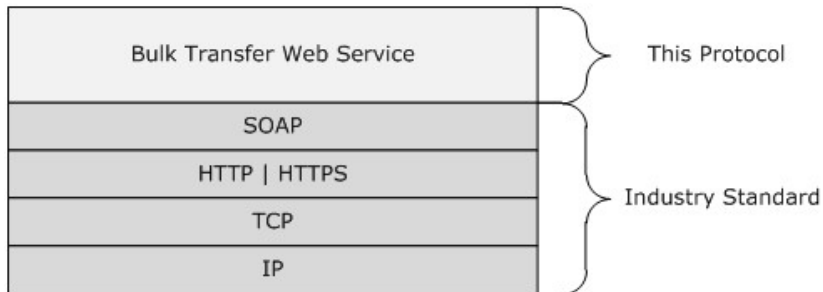 Bulk Transfer Web Service
This Protocol
SOAP
HTTP | HTTPS
Industry Standard
TCP
IP